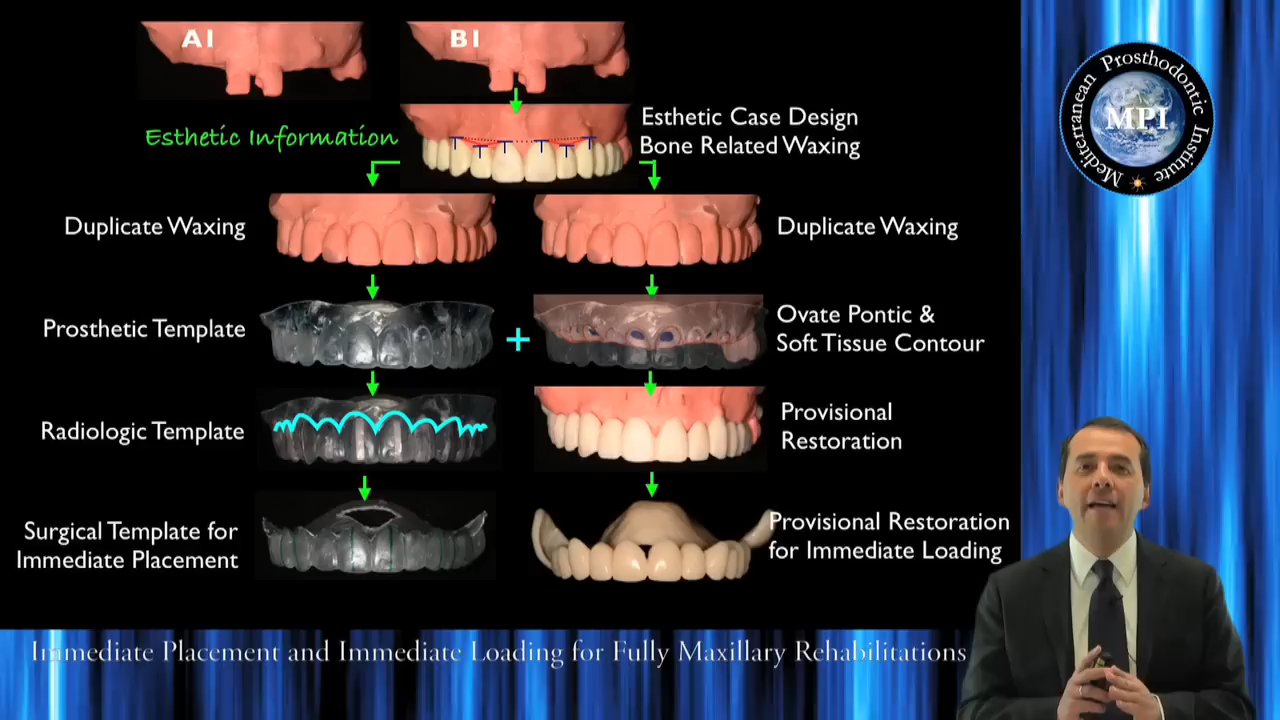 AI
BI
Esthetic Information
Esthetic Case Design
Bone Related Waxing
Duplicate Waxing
Duplicate Waxing
Prosthetic Template
+
Ovate Pontic &
Soft Tissue Contour
Radiologic Template
Provisional
Restoration
Surgical Template for
Immediate Placement
Provisional Restoration
for Immediate Loading
Immediate Placement and Immediate Loading for Fully Maxillary Rehabilitations
Mediterranean Prosthodontic Institute
MPI